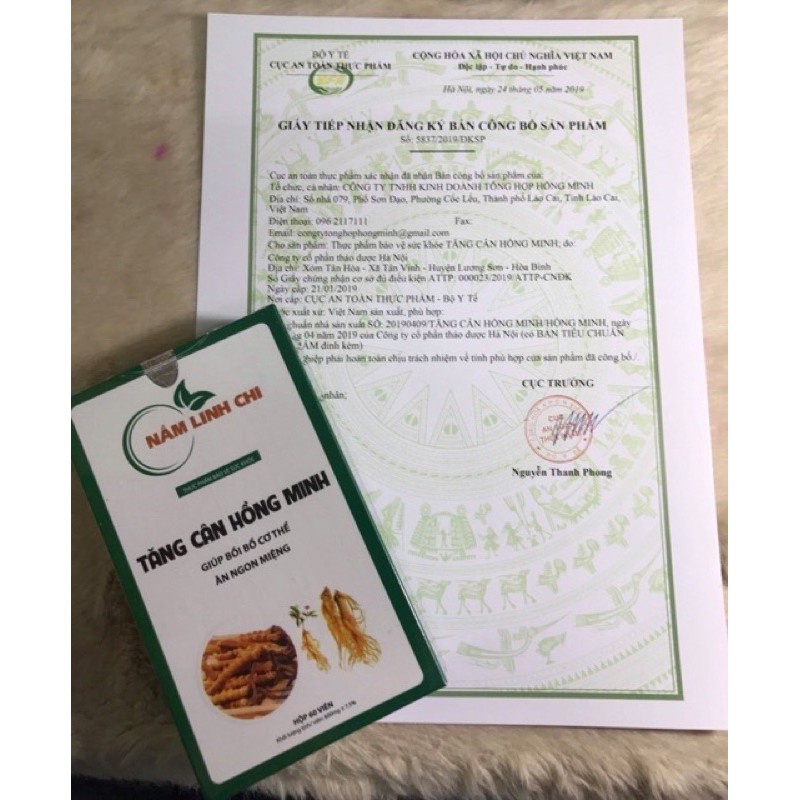 BỘ Y TẾ
CỤC AN TOÀN THỰC PHẨM
CỘNG HÒA XÃ HỘI CHỦ NGHĨA VIỆT NAM
Độc lập - Tự do - Hạnh phúc
Hà Nội, ngày 24 tháng 05 năm 2019
GIẤY TIẾP NHẬN ĐĂNG KÝ BẢN CÔNG BỐ SẢN PHẨM
Số: 5837/2019/ĐKSP
Cục an toàn thực phẩm xác nhận đã nhận Bản công bố sản phẩm của:
Tổ chức, cá nhân: CÔNG TY TNHH KINH DOANH TỔNG HỢP HỒNG MINH
Địa chỉ: Số nhà 079, Phố Sơn Đạo, Phường Cốc Lếu, Thành phố Lào Cai, Tỉnh Lào Cai,
Việt Nam
Điện thoại: 096 2117111 Fax:
Email: congtytonghophongminh@gmail.com
Cho sản phẩm: Thực phẩm bảo vệ sức khỏe TĂNG CÂN HỒNG MINH; do:
Công ty cổ phần thảo dược Hà Nội
Địa chỉ: Xóm Tân Hòa - Xã Tân Vinh - Huyện Lương Sơn - Hòa Bình
Số Giấy chứng nhận cơ sở đủ điều kiện ATTP: 000023/2019/ATTP-CNĐK
Ngày cấp: 21/01/2019
Nơi cấp: CỤC AN TOÀN THỰC PHẨM - Bộ Y Tế
xuất xứ: Việt Nam sản xuất, phù hợp:
chuẩn nhà sản xuất SỐ: 20190409/TĂNG CÂN HỒNG MINH/HỒNG MINH, ngày
04 năm 2019 của Công ty cổ phần thảo dược Hà Nội (có BẢN TIÊU CHUẨN
đính kèm)
phải hoàn toàn chịu trách nhiệm về tính phù hợp của sản phẩm đã công bố./.
nhân;
CỤC TRƯỞNG
CỤC
AN TOÀN
Nguyễn Thanh Phong
NẤM LINH CHI
THỰC PHẨM BẢO VỆ SỨC KHỎE
TĂNG CÂN HỒNG MINH
GIÚP BỒI BỔ CƠ THỂ
ĂN NGON MIỆNG
HỘP 60 VIÊN